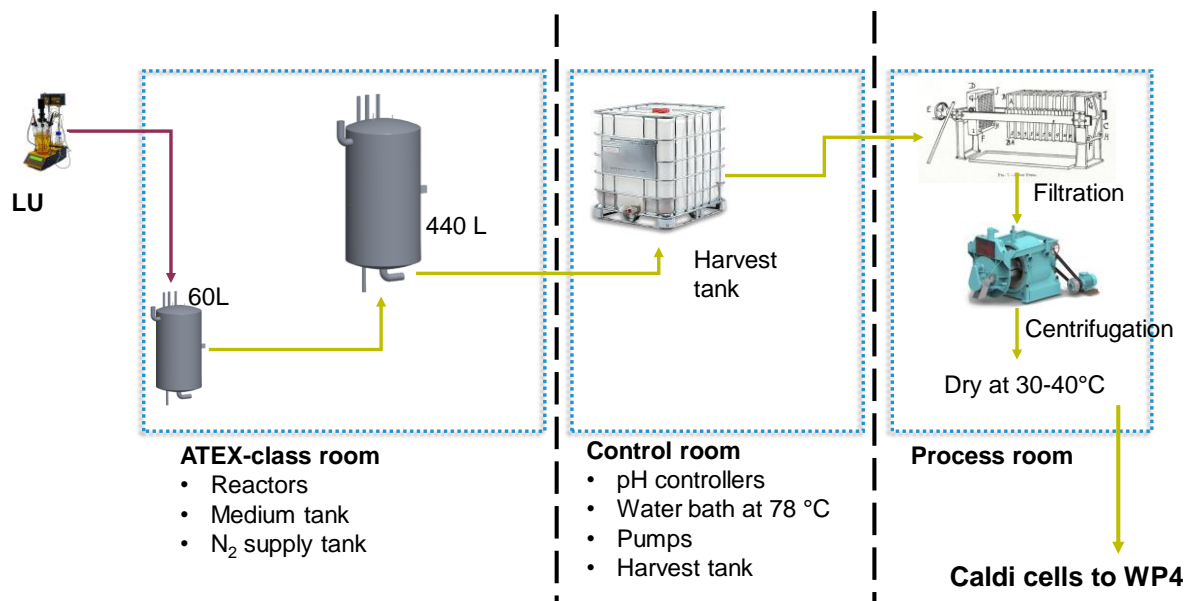 LU
60L
440 L
Harvest
tank
Filtration
Centrifugation
Dry at 30-40°C
ATEX-class room
• Reactors
• Medium tank
• N₂ supply tank
Control room
• pH controllers
• Water bath at 78 °C
• Pumps
• Harvest tank
Process room
Caldi cells to WP4